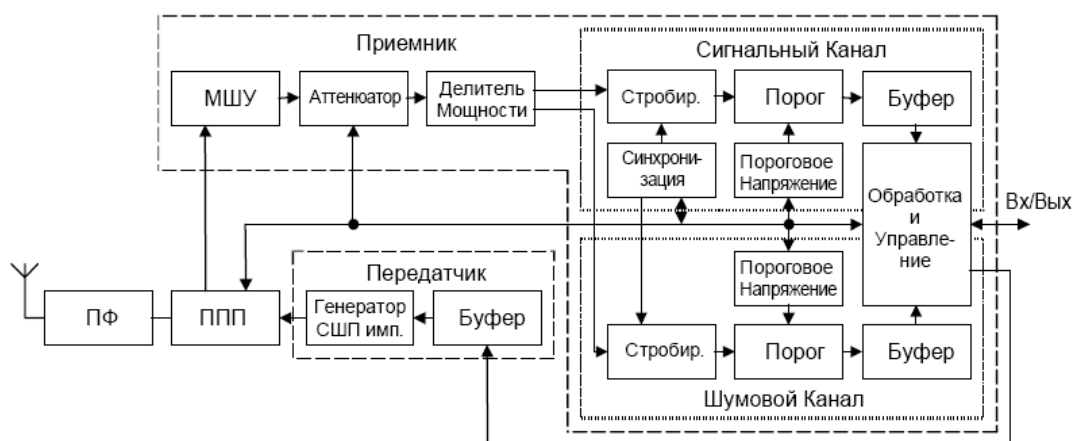 Приемник
Сигнальный Канал
МШУ
Аттенюатор
Делитель
Мощности
Стробир.
Порог
Буфер
Синхрони-
зация
Пороговое
Напряжение
Обработка
и
Управле-
ние
Вх/Вых
Передатчик
Генератор
СШП имп.
Буфер
ПФ
ППП
Пороговое
Напряжение
Стробир.
Порог
Буфер
Шумовой Канал